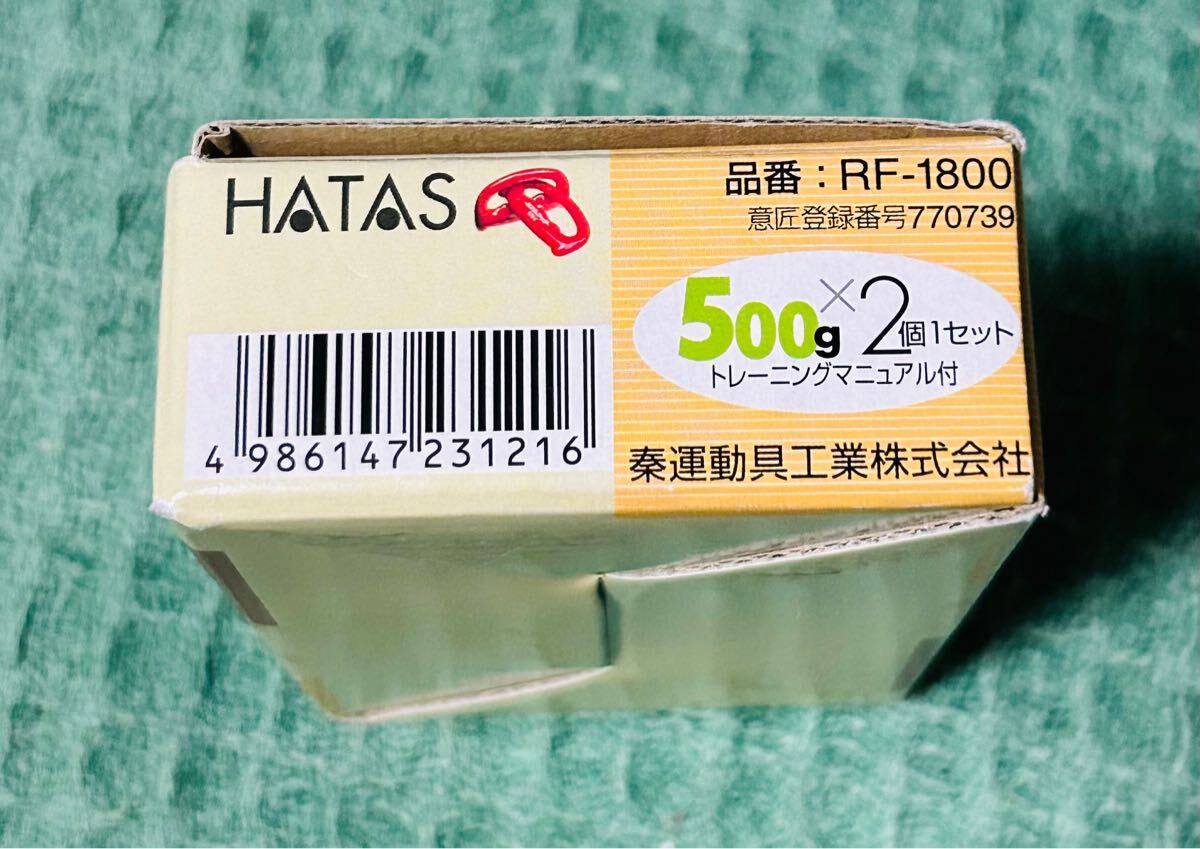 HATAS
品番：RF-1800
意匠登録番号770739
500g×2個1セット
トレーニングマニュアル付
4 986147 231216
秦運動具工業株式会社